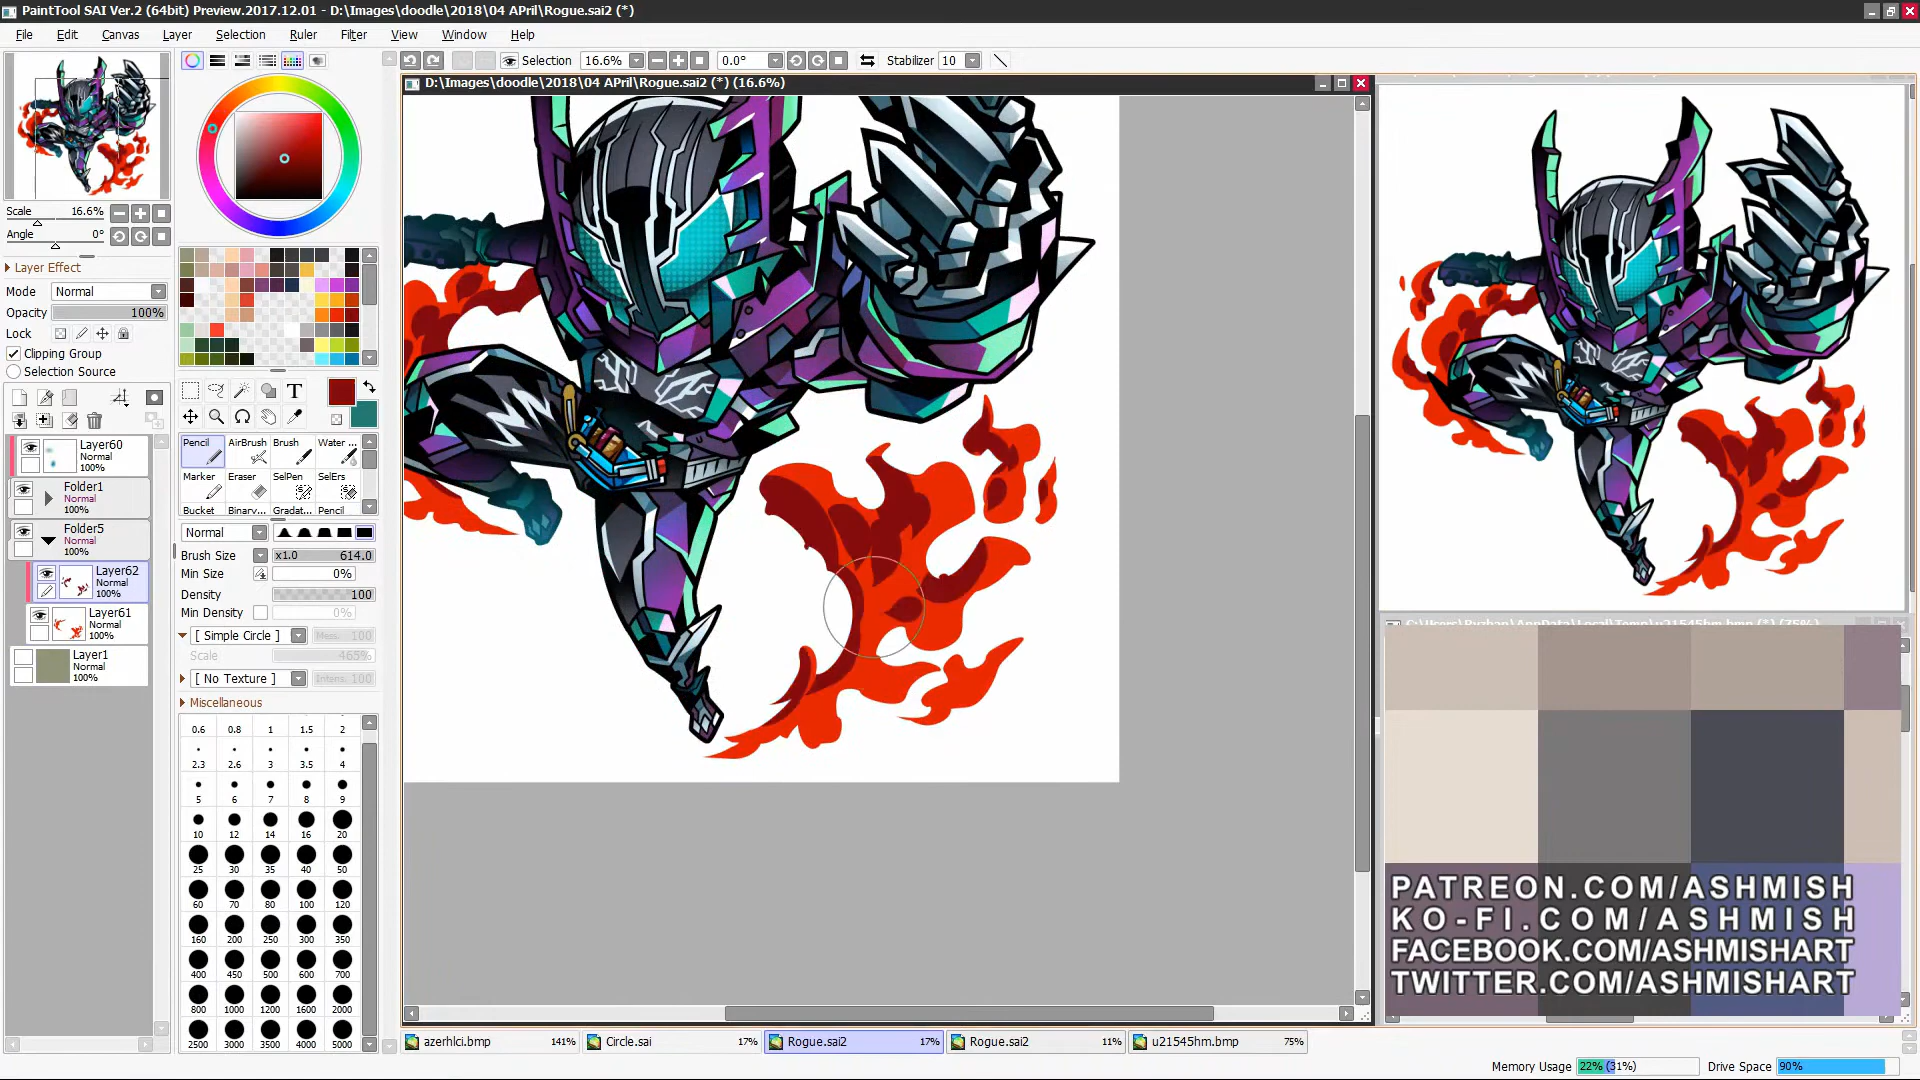 PaintTool SAI Ver.2 (64bit) Preview.2017.12.01 - D:\Images\doodle\2018\04 APril\Rogue.sai2 (*)
File Edit Canvas Layer Selection Ruler Filter View Window Help
Selection 16.6% 0.0° Stabilizer 10
D:\Images\doodle\2018\04 APril\Rogue.sai2 (*) (16.6%)
Scale 16.6%
Angle 0°
Layer Effect
Mode Normal
Opacity 100%
Lock
Clipping Group
Selection Source
Layer60
Normal
100%
Folder1
Normal
100%
Folder5
Normal
100%
Layer62
Normal
100%
Layer61
Normal
100%
Layer1
Normal
100%
T
Pencil AirBrush Brush Water ...
Marker Eraser SelPen SelErs
Bucket Binary.. Gradat.. Pencil
Normal
Brush Size x1.0 614.0
Min Size 0%
Density 100
Min Density 0%
[ Simple Circle ]
Scale 465%
[ No Texture ]
Miscellaneous
0.6 0.8 1 1.5 2
2.3 2.6 3 3.5 4
5 6 7 8 9
10 12 14 16 20
25 30 35 40 50
60 70 80 100 120
160 200 250 300 350
400 450 500 600 700
800 1000 1200 1600 2000
2500 3000 3500 4000 5000
PATREON.COM/ASHMISH
KO-FI.COM/ASHMISH
FACEBOOK.COM/ASHMISHART
TWITTER.COM/ASHMISHART
azerhlci.bmp 141% Circle.sai 17% Rogue.sai2 17% Rogue.sai2 11% u21545hm.bmp 75%
Memory Usage 22% (31%) Drive Space 90%